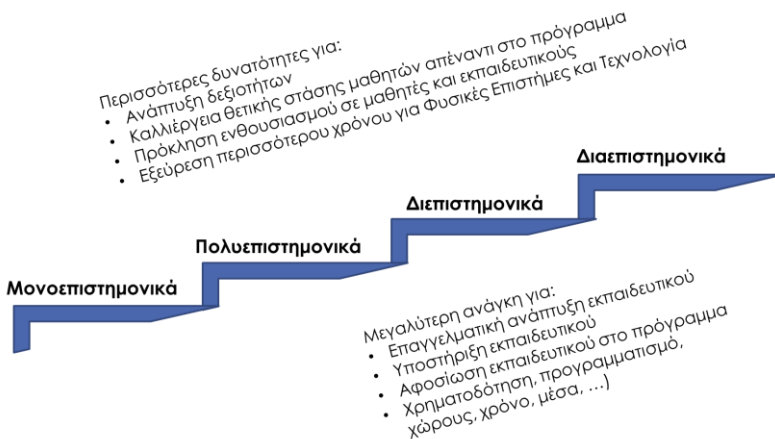 Περισσότερες δυνατότητες για:
• Ανάπτυξη δεξιοτήτων
• Καλλιέργεια θετικής στάσης μαθητών απέναντι στο πρόγραμμα
• Πρόκληση ενθουσιασμού σε μαθητές και εκπαιδευτικούς
• Εξεύρεση περισσότερου χρόνου για Φυσικές Επιστήμες και Τεχνολογία
Διαεπιστημονικά
Διεπιστημονικά
Πολυεπιστημονικά
Μονοεπιστημονικά
Μεγαλύτερη ανάγκη για:
• Επαγγελματική ανάπτυξη εκπαιδευτικού
• Υποστήριξη εκπαιδευτικού
• Αφοσίωση εκπαιδευτικού στο πρόγραμμα
• Χρηματοδότηση, προγραμματισμό,
χώρους, χρόνο, μέσα, …)